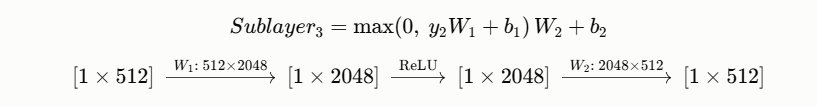 Sublayer₃ = max(0, y₂W₁ + b₁) W₂ + b₂
[1 × 512] —W₁: 512×2048→ [1 × 2048] —ReLU→ [1 × 2048] —W₂: 2048×512→ [1 × 512]